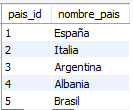 pais_id nombre_pais
1 España
2 Italia
3 Argentina
4 Albania
5 Brasil